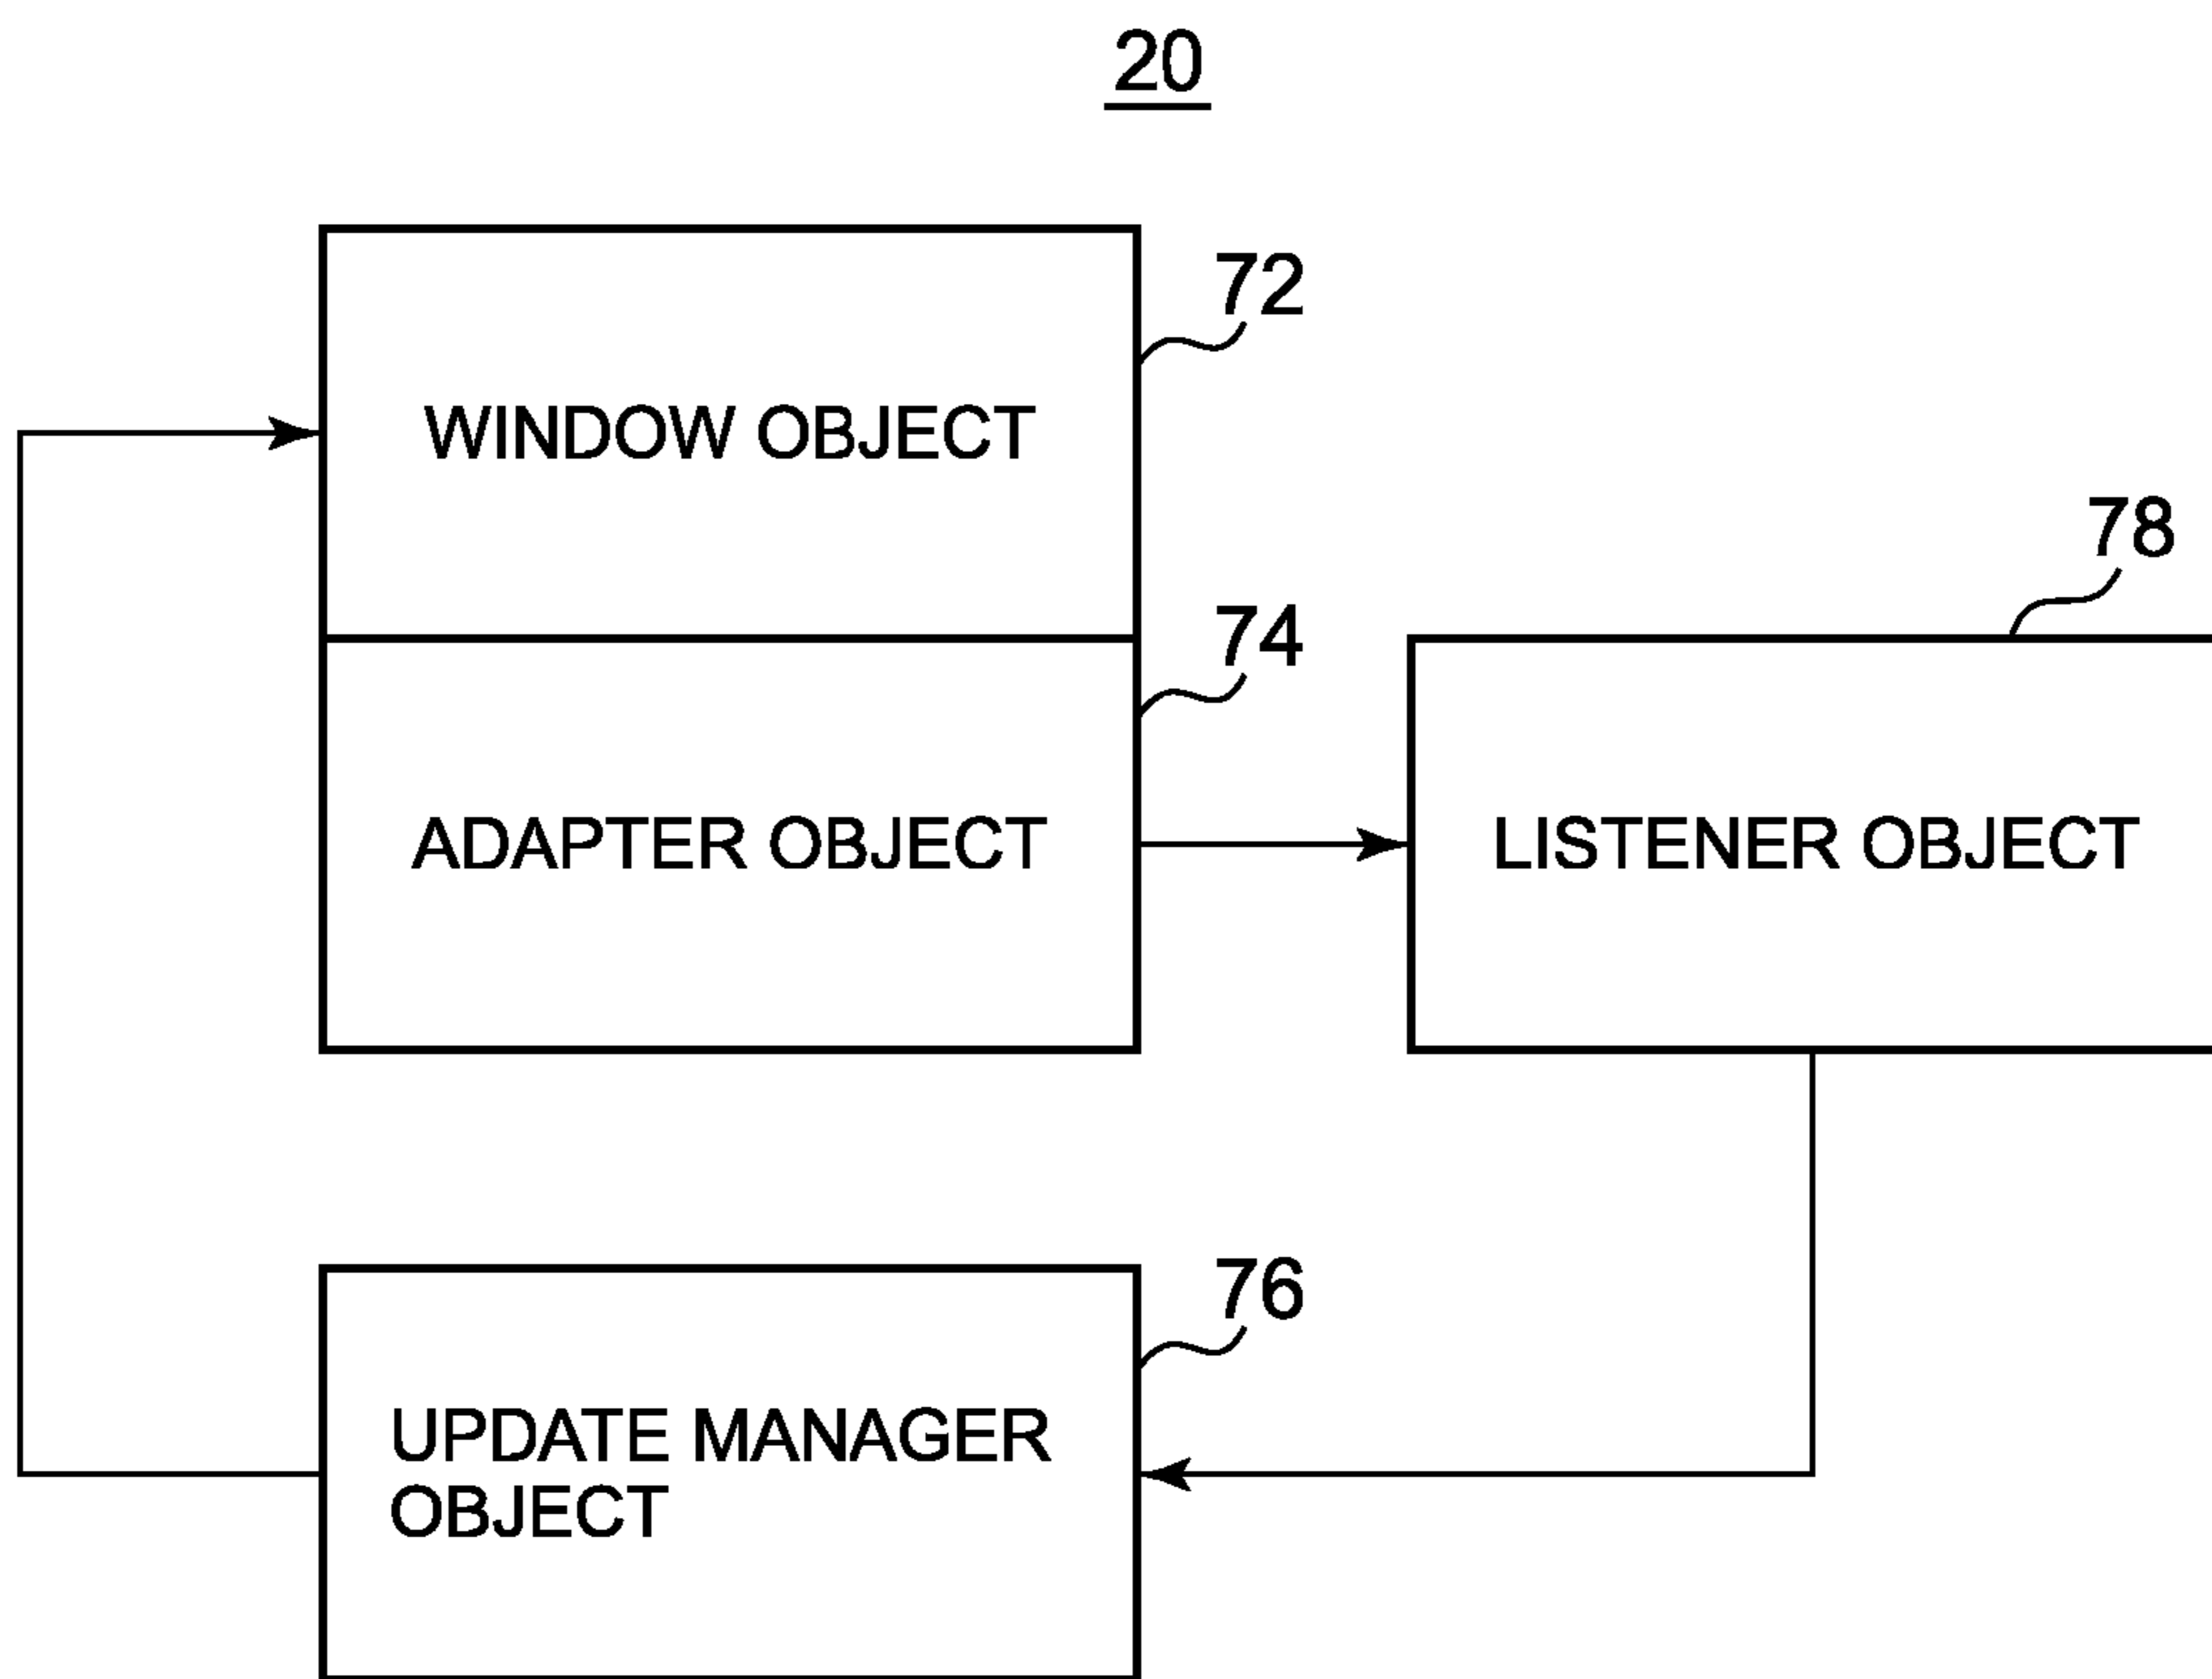 20
72
WINDOW OBJECT
78
74
ADAPTER OBJECT
LISTENER OBJECT
76
UPDATE MANAGER
OBJECT